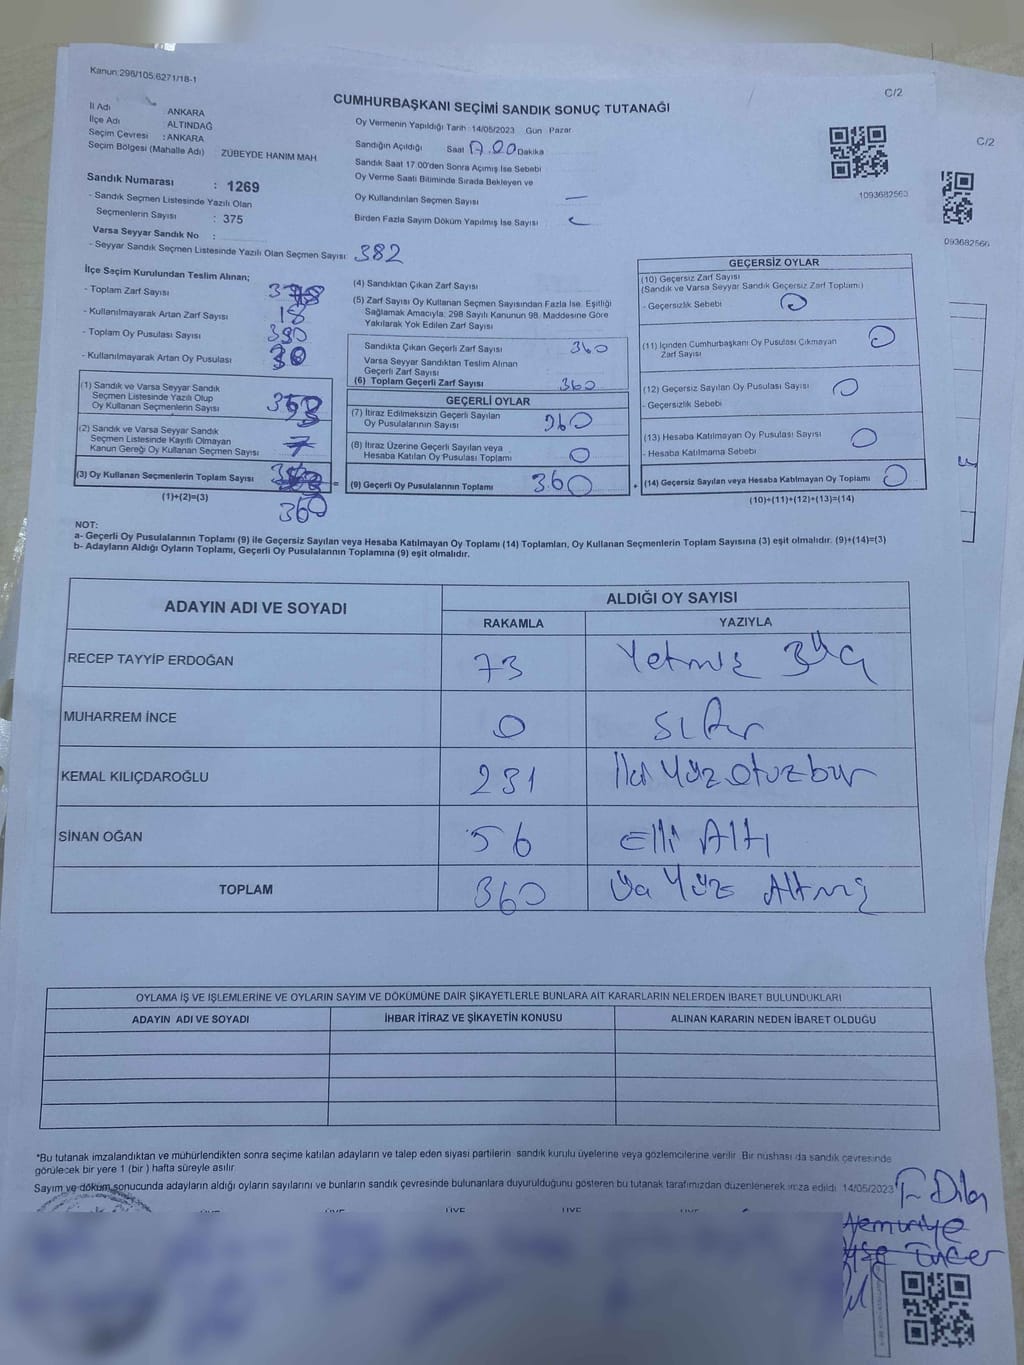 Kanun:298/105;6271/18-1
C/2
CUMHURBAŞKANI SEÇİMİ SANDIK SONUÇ TUTANAĞI
İl Adı ANKARA
İlçe Adı : ALTINDAĞ
Seçim Çevresi : ANKARA
Seçim Bölgesi (Mahalle Adı) ZÜBEYDE HANIM MAH.
Sandık Numarası : 1269
- Sandık Seçmen Listesinde Yazılı Olan
Seçmenlerin Sayısı : 375
Varsa Seyyar Sandık No :
- Seyyar Sandık Seçmen Listesinde Yazılı Olan Seçmen Sayısı:
Oy Vermenin Yapıldığı Tarih : 14/05/2023 Gün : Pazar
Sandığın Açıldığı Saat 17.00 Dakika
Sandık Saat 17.00'den Sonra Açımış İse Sebebi
Oy Verme Saati Bitiminde Sırada Bekleyen ve
Oy Kullandırılan Seçmen Sayısı —
Birden Fazla Sayım Döküm Yapılmış İse Sayısı
382
1093682563
C/2
093682566
İlçe Seçim Kurulundan Teslim Alınan;
- Toplam Zarf Sayısı
- Kullanılmayarak Artan Zarf Sayısı 18
- Toplam Oy Pusulası Sayısı 390
- Kullanılmayarak Artan Oy Pusulası 30
(1) Sandık ve Varsa Seyyar Sandık
Seçmen Listesinde Yazılı Olup
Oy Kullanan Seçmenlerin Sayısı
(2) Sandık ve Varsa Seyyar Sandık
Seçmen Listesinde Kayıtlı Olmayan
Kanun Gereği Oy Kullanan Seçmen Sayısı 7
(3) Oy Kullanan Seçmenlerin Toplam Sayısı
=
(1)+(2)=(3)
360
(4) Sandıktan Çıkan Zarf Sayısı
(5) Zarf Sayısı Oy Kullanan Seçmen Sayısından Fazla İse, Eşitliği
Sağlamak Amacıyla; 298 Sayılı Kanunun 98. Maddesine Göre
Yakılarak Yok Edilen Zarf Sayısı
Sandıkta Çıkan Geçerli Zarf Sayısı 360
Varsa Seyyar Sandıktan Teslim Alınan
Geçerli Zarf Sayısı
(6) Toplam Geçerli Zarf Sayısı 360
GEÇERLİ OYLAR
(7) İtiraz Edilmeksizin Geçerli Sayılan
Oy Pusulalarının Sayısı 360
(8) İtiraz Üzerine Geçerli Sayılan veya
Hesaba Katılan Oy Pusulası Toplamı 0
(9) Geçerli Oy Pusulalarının Toplamı 360
+
GEÇERSİZ OYLAR
(10) Geçersiz Zarf Sayısı
(Sandık ve Varsa Seyyar Sandık Geçersiz Zarf Toplamı)
- Geçersizlik Sebebi 0
(11) İçinden Cumhurbaşkanı Oy Pusulası Çıkmayan
Zarf Sayısı 0
(12) Geçersiz Sayılan Oy Pusulası Sayısı 0
- Geçersizlik Sebebi
(13) Hesaba Katılmayan Oy Pusulası Sayısı 0
- Hesaba Katılmama Sebebi
(14) Geçersiz Sayılan veya Hesaba Katılmayan Oy Toplamı 0
(10)+(11)+(12)+(13)=(14)
NOT:
a- Geçerli Oy Pusulalarının Toplamı (9) ile Geçersiz Sayılan veya Hesaba Katılmayan Oy Toplamı (14) Toplamları, Oy Kullanan Seçmenlerin Toplam Sayısına (3) eşit olmalıdır. (9)+(14)=(3)
b- Adayların Aldığı Oyların Toplamı, Geçerli Oy Pusulalarının Toplamına (9) eşit olmalıdır.
ADAYIN ADI VE SOYADI ALDIĞI OY SAYISI
RAKAMLA YAZIYLA
RECEP TAYYİP ERDOĞAN 73 Yetmiş Üç
MUHARREM İNCE 0 Sıfır
KEMAL KILIÇDAROĞLU 231 İki Yüz otuzbir
SİNAN OĞAN 56 Elli Altı
TOPLAM 360 Üç Yüz Altmış
OYLAMA İŞ VE İŞLEMLERİNE VE OYLARIN SAYIM VE DÖKÜMÜNE DAİR ŞİKAYETLERLE BUNLARA AİT KARARLARIN NELERDEN İBARET BULUNDUKLARI
ADAYIN ADI VE SOYADI İHBAR İTİRAZ VE ŞİKAYETİN KONUSU ALINAN KARARIN NEDEN İBARET OLDUĞU
*Bu tutanak imzalandıktan ve mühürlendikten sonra seçime katılan adayların ve talep eden siyasi partilerin sandık kurulu üyelerine veya gözlemcilerine verilir. Bir nüshası da sandık çevresinde
görülecek bir yere 1 (bir ) hafta süreyle asılır.
Sayım ve döküm sonucunda adayların aldığı oyların sayılarını ve bunların sandık çevresinde bulunanlara duyurulduğunu gösteren bu tutanak tarafımızdan düzenlenerek imza edildi. 14/05/2023